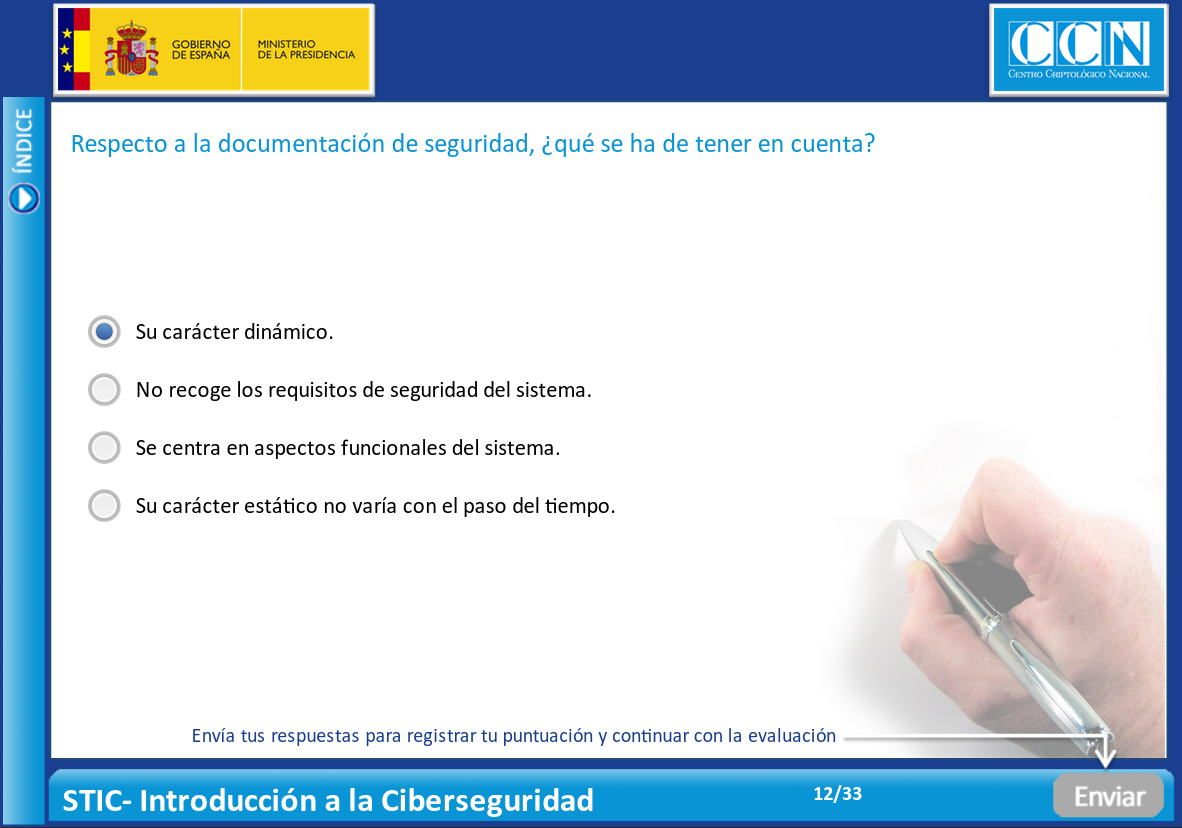 GOBIERNO
DE ESPAÑA
MINISTERIO
DE LA PRESIDENCIA
CCN
CENTRO CRIPTOLÓGICO NACIONAL
ÍNDICE
Respecto a la documentación de seguridad, ¿qué se ha de tener en cuenta?
Su carácter dinámico.
No recoge los requisitos de seguridad del sistema.
Se centra en aspectos funcionales del sistema.
Su carácter estático no varía con el paso del tiempo.
Envía tus respuestas para registrar tu puntuación y continuar con la evaluación
STIC- Introducción a la Ciberseguridad
12/33
Enviar